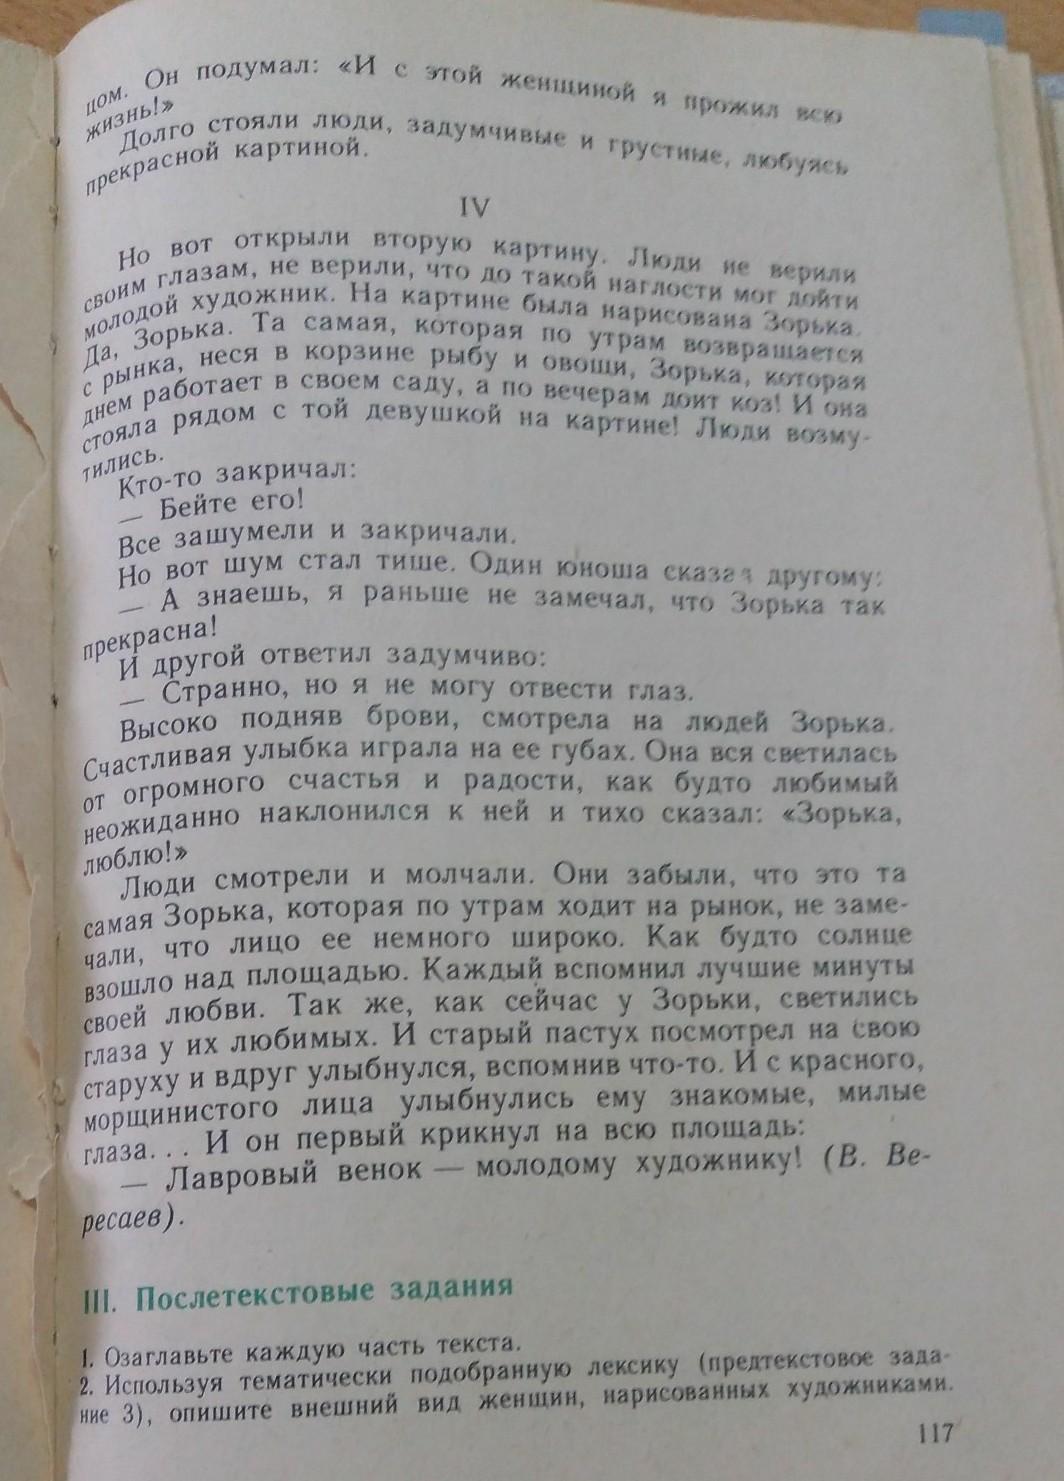 цом. Он подумал: «И с этой женщиной я прожил всю
жизнь!»
Долго стояли люди, задумчивые и грустные, любуясь
прекрасной картиной.
IV
Но вот открыли вторую картину. Люди не верили
своим глазам, не верили, что до такой наглости мог дойти
молодой художник. На картине была нарисована Зорька.
Да, Зорька. Та самая, которая по утрам возвращается
с рынка, неся в корзине рыбу и овощи, Зорька, которая
днем работает в своем саду, а по вечерам доит коз! И она
стояла рядом с той девушкой на картине! Люди возму-
тились.
Кто-то закричал:
— Бейте его!
Все зашумели и закричали.
Но вот шум стал тише. Один юноша сказал другому:
— А знаешь, я раньше не замечал, что Зорька так
прекрасна!
И другой ответил задумчиво:
— Странно, но я не могу отвести глаз.
Высоко подняв брови, смотрела на людей Зорька.
Счастливая улыбка играла на ее губах. Она вся светилась
от огромного счастья и радости, как будто любимый
неожиданно наклонился к ней и тихо сказал: «Зорька,
люблю!»
Люди смотрели и молчали. Они забыли, что это та
самая Зорька, которая по утрам ходит на рынок, не заме-
чали, что лицо ее немного широко. Как будто солнце
взошло над площадью. Каждый вспомнил лучшие минуты
своей любви. Так же, как сейчас у Зорьки, светились
глаза у их любимых. И старый пастух посмотрел на свою
старуху и вдруг улыбнулся, вспомнив что-то. И с красного,
морщинистого лица улыбнулись ему знакомые, милые
глаза... И он первый крикнул на всю площадь:
— Лавровый венок — молодому художнику! (В. Ве-
ресаев).
III. Послетекстовые задания
1. Озаглавьте каждую часть текста.
2. Используя тематически подобранную лексику (предтекстовое зада-
ние 3), опишите внешний вид женщин, нарисованных художниками.
117